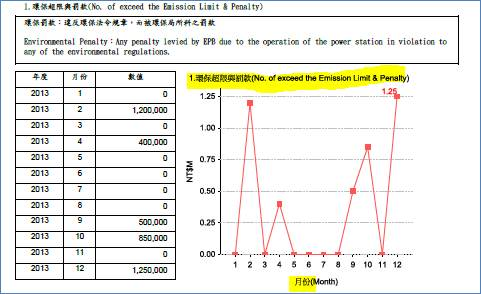 1.環保超限與罰款(No. of exceed the Emission Limit & Penalty)
環保罰款：違反環保法令規章，而被環保局所科之罰款
Environmental Penalty：Any penalty levied by EPB due to the operation of the power station in violation to
any of the environmental regulations.
年度 月份 數值
2013 1 0
2013 2 1,200,000
2013 3 0
2013 4 400,000
2013 5 0
2013 6 0
2013 7 0
2013 8 0
2013 9 500,000
2013 10 850,000
2013 11 0
2013 12 1,250,000
1.環保超限與罰款(No. of exceed the Emission Limit & Penalty)
1.25
1.25
1.00
0.75
0.50
0.25
0.00
NT$M
1 2 3 4 5 6 7 8 9 10 11 12
月份(Month)